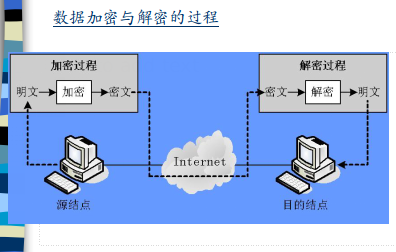 数据加密与解密的过程
加密过程
明文 加密 密文
解密过程
密文 解密 明文
Internet
源结点
目的结点